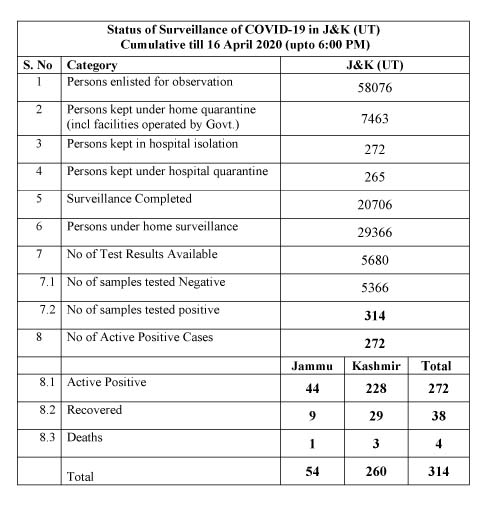 Status of Surveillance of COVID-19 in J&K (UT)
Cumulative till 16 April 2020 (upto 6:00 PM)
S. No Category J&K (UT)
1 Persons enlisted for observation 58076
2 Persons kept under home quarantine
(incl facilities operated by Govt.) 7463
3 Persons kept in hospital isolation 272
4 Persons kept under hospital quarantine 265
5 Surveillance Completed 20706
6 Persons under home surveillance 29366
7 No of Test Results Available 5680
7.1 No of samples tested Negative 5366
7.2 No of samples tested positive 314
8 No of Active Positive Cases 272
Jammu Kashmir Total
8.1 Active Positive 44 228 272
8.2 Recovered 9 29 38
8.3 Deaths 1 3 4
Total 54 260 314